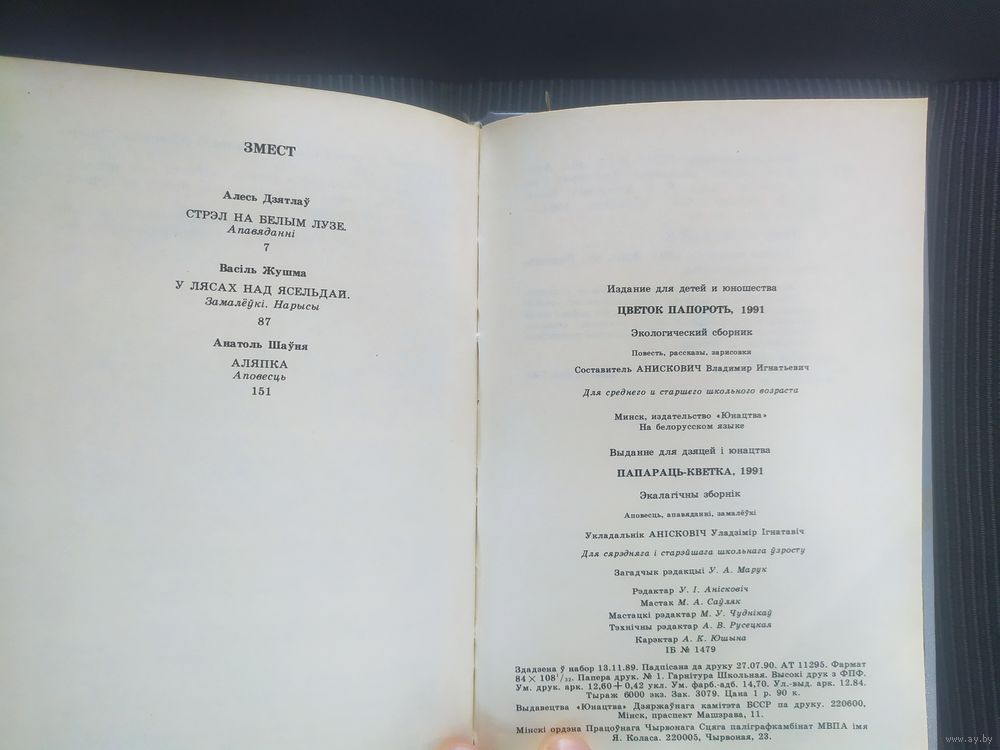 ЗМЕСТ
Алесь Дзятлаў
СТРЭЛ НА БЕЛЫМ ЛУЗЕ.
Апавяданні
7
Васіль Жушма
У ЛЯСАХ НАД ЯСЕЛЬДАЙ.
Замалёўкі. Нарысы
87
Анатоль Шаўня
АЛЯПКА
Аповесць
151
Издание для детей и юношества
ЦВЕТОК ПАПОРОТЬ, 1991
Экологический сборник
Повесть, рассказы, зарисовки
Составитель АНИСКОВИЧ Владимир Игнатьевич
Для среднего и старшего школьного возраста
Минск, издательство «Юнацтва»
На белорусском языке
Выданне для дзяцей і юнацтва
ПАПАРАЦЬ-КВЕТКА, 1991
Экалагічны зборнік
Аповесць, апавяданні, замалёўкі
Укладальнік АНІСКОВІЧ Уладзімір Ігнатавіч
Для сярэдняга і старэйшага школьнага ўзросту
Загадчык рэдакцыі У. А. Марук
Рэдактар У. І. Анісковіч
Мастак М. А. Саўляк
Мастацкі рэдактар М. У. Чуднікаў
Тэхнічны рэдактар А. В. Русецкая
Карэктар А. К. Юшына
ІБ № 1479
Здадзена ў набор 13.11.89. Падпісана да друку 27.07.90. АТ 11295. Фармат
84×108¹/₃₂. Папера друк. № 1. Гарнітура Школьная. Высокі друк з ФПФ.
Ум. друк. арк. 12,60+0,42 укл. Ум. фарб.-адб. 14,70. Ул.-выд. арк. 12.84.
Тыраж 6000 экз. Зак. 3079. Цана 1 р. 90 к.
Выдавецтва «Юнацтва» Дзяржаўнага камітэта БССР па друку. 220600,
Мінск, праспект Машэрава, 11.
Мінскі ордэна Працоўнага Чырвонага Сцяга паліграфкамбінат МВПА імя
Я. Коласа. 220005, Чырвоная, 23.
www.ay.by